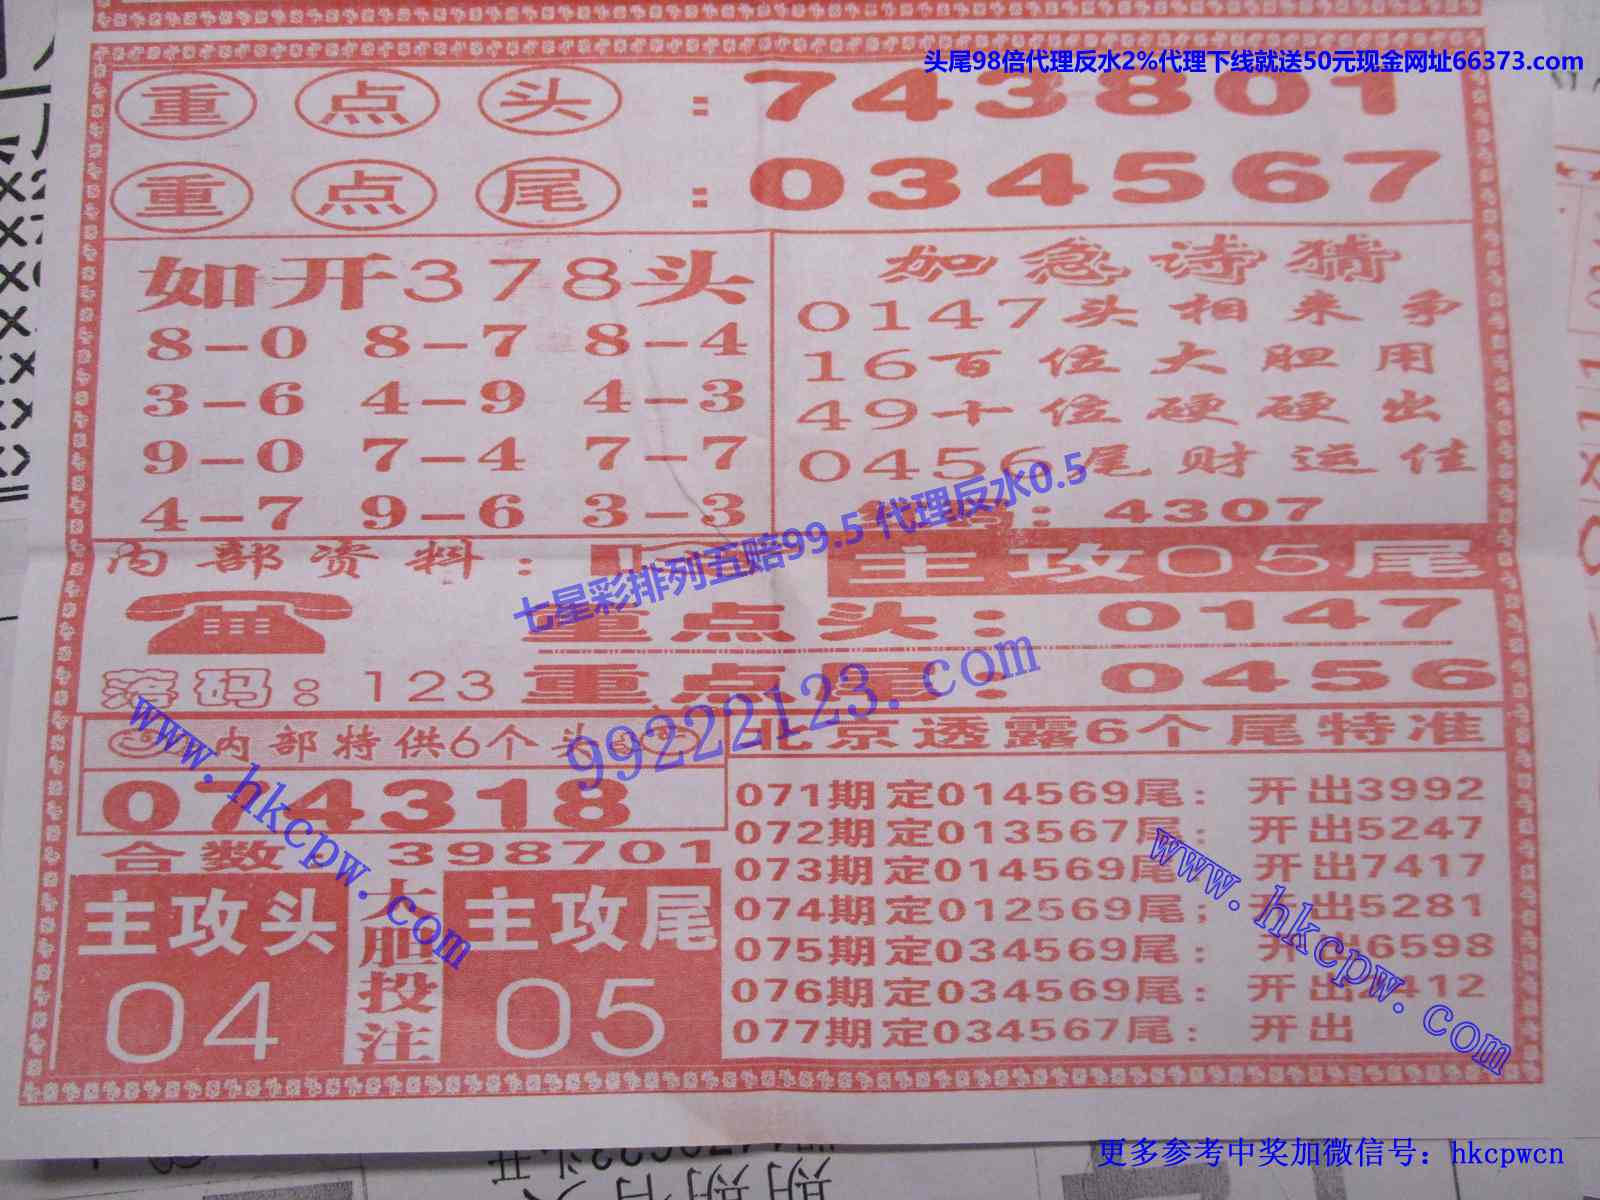 头尾98倍代理反水2%代理下线就送50元现金网址66373.com
重点头：743801
重点尾：034567
如开378头
8-0 8-7 8-4
3-6 4-9 4-3
9-0 7-4 7-7
4-7 9-6 3-3
加急诗猜
0147头相来争
16百位大胆用
49十位硬硬出
0456尾财运佳
：4307
七星彩排列五赔99.5 代理反水0.5
内部资料：
主攻05尾
重点头：0147
落码：123
重点尾：0456
99222123.com
内部特供6个头
074318
合数：398701
主攻头
04
大胆投注
主攻尾
05
北京透露6个尾特准
071期定014569尾：开出3992
072期定013567尾：开出5247
073期定014569尾：开出7417
074期定012569尾；开出5281
075期定034569尾：开出6598
076期定034569尾：开出412
077期定034567尾：开出
www.hkcpw.com
www.hkcpw.com
更多参考中奖加微信号：hkcpwcn